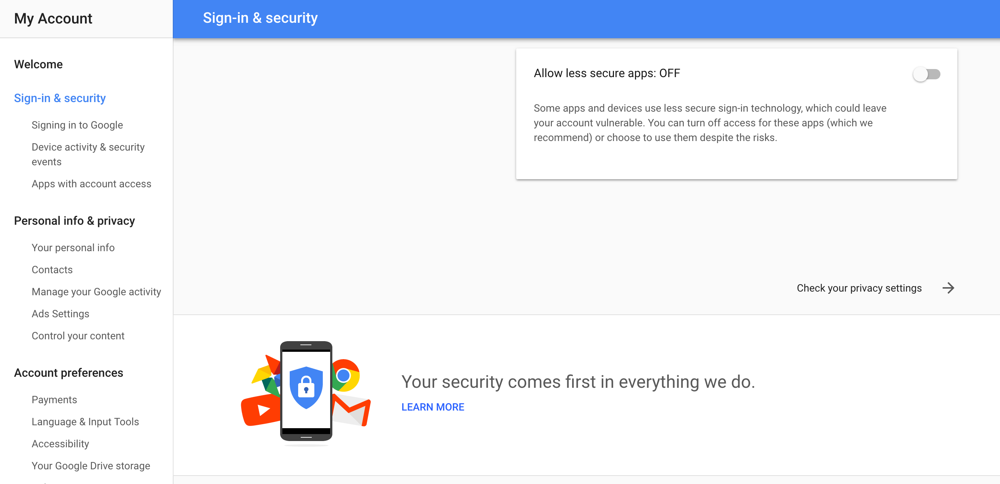 My Account
Sign-in & security
Welcome
Sign-in & security
Signing in to Google
Device activity & security
events
Apps with account access
Personal info & privacy
Your personal info
Contacts
Manage your Google activity
Ads Settings
Control your content
Account preferences
Payments
Language & Input Tools
Accessibility
Your Google Drive storage
Allow less secure apps: OFF
Some apps and devices use less secure sign-in technology, which could leave
your account vulnerable. You can turn off access for these apps (which we
recommend) or choose to use them despite the risks.
Check your privacy settings
Your security comes first in everything we do.
LEARN MORE